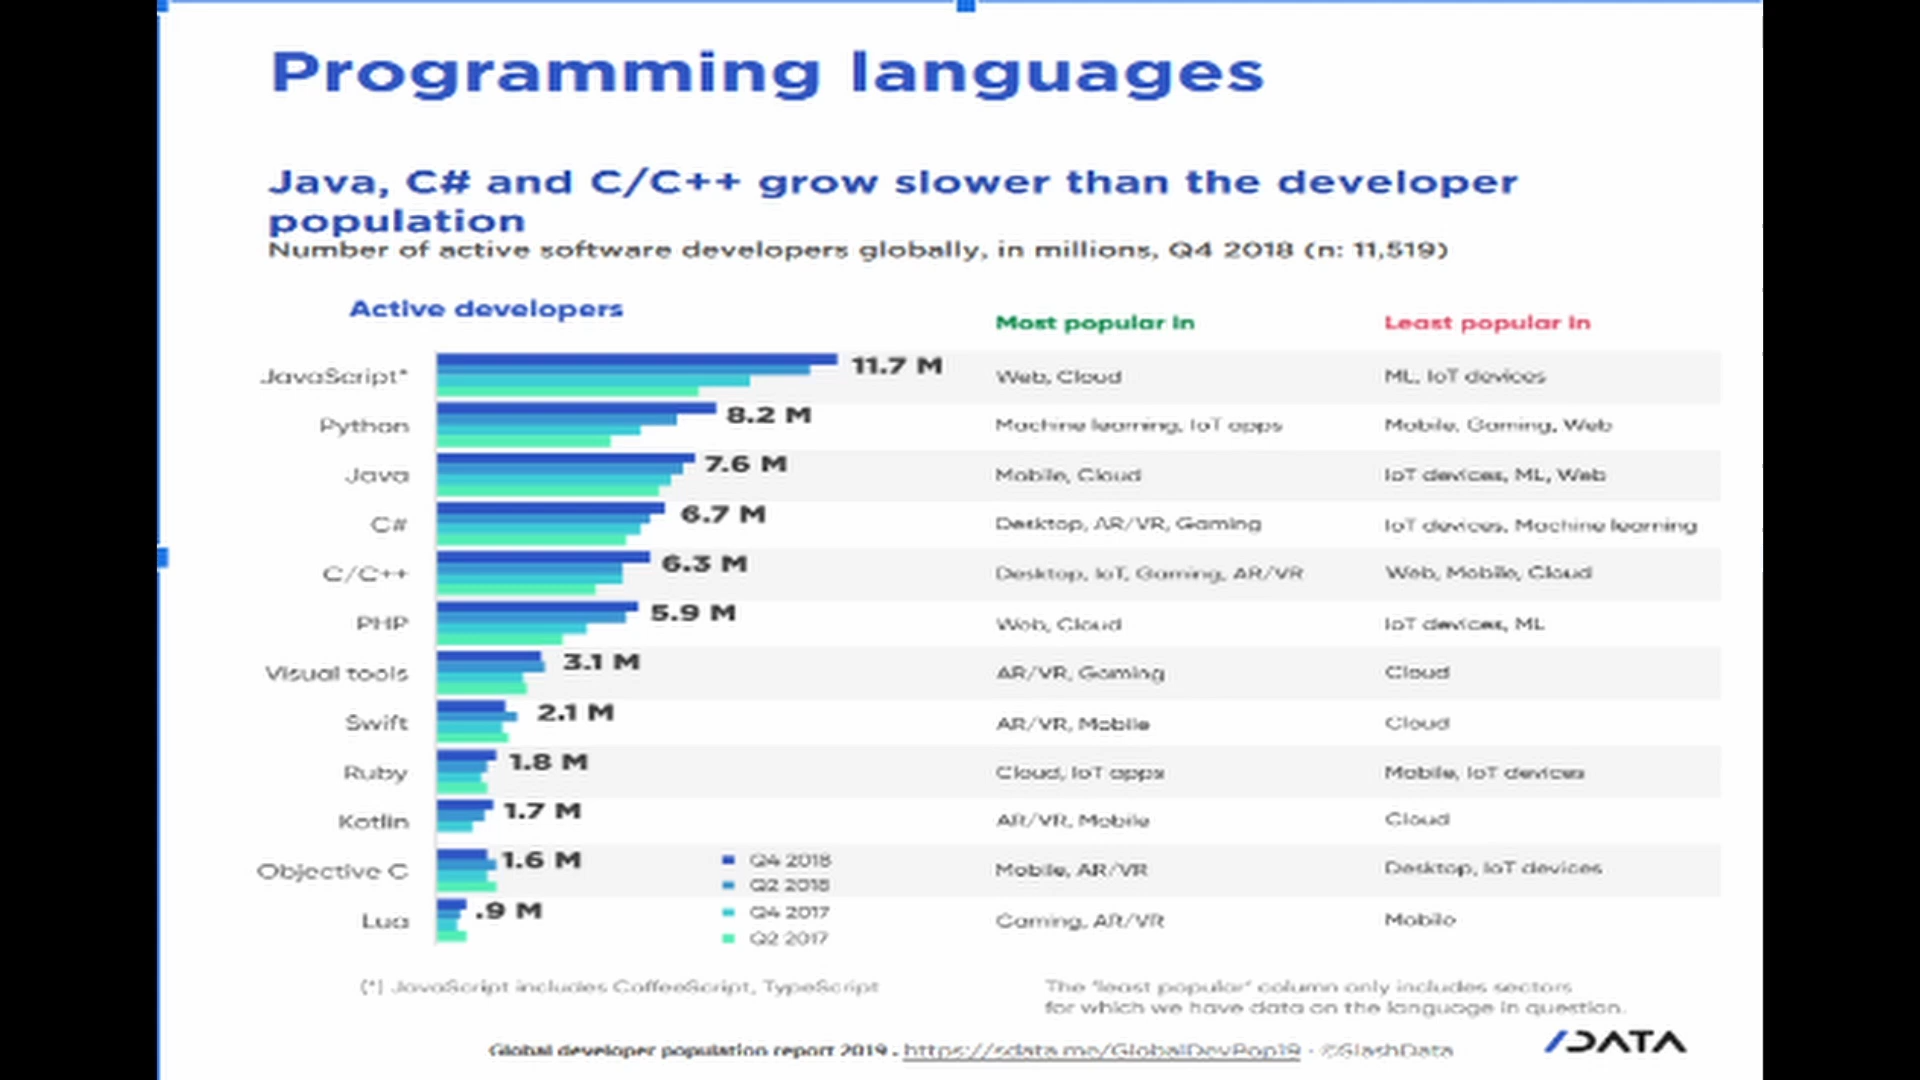 Programming languages
Java, C# and C/C++ grow slower than the developer
population
Number of active software developers globally, in millions, Q4 2018 (n: 11,519)
Active developers
Most popular in
Least popular in
JavaScript* 11.7 M Web, Cloud ML, IoT devices
Python 8.2 M Machine learning, IoT apps Mobile, Gaming, Web
Java 7.6 M Mobile, Cloud IoT devices, ML, Web
C# 6.7 M Desktop, AR/VR, Gaming IoT devices, Machine learning
C/C++ 6.3 M Desktop, IoT, Gaming, AR/VR Web, Mobile, Cloud
PHP 5.9 M Web, Cloud IoT devices, ML
Visual tools 3.1 M AR/VR, Gaming Cloud
Swift 2.1 M AR/VR, Mobile Cloud
Ruby 1.8 M Cloud, IoT apps Mobile, IoT devices
Kotlin 1.7 M AR/VR, Mobile Cloud
Objective C 1.6 M Mobile, AR/VR Desktop, IoT devices
Lua .9 M Gaming, AR/VR Mobile
Q4 2018
Q2 2018
Q4 2017
Q2 2017
(*) JavaScript includes CoffeeScript, TypeScript
The 'least popular' column only includes sectors
for which we have data on the language in question.
Global developer population report 2019 . https://sdata.me/GlobalDevPop19 · ©SlashData
/DATA